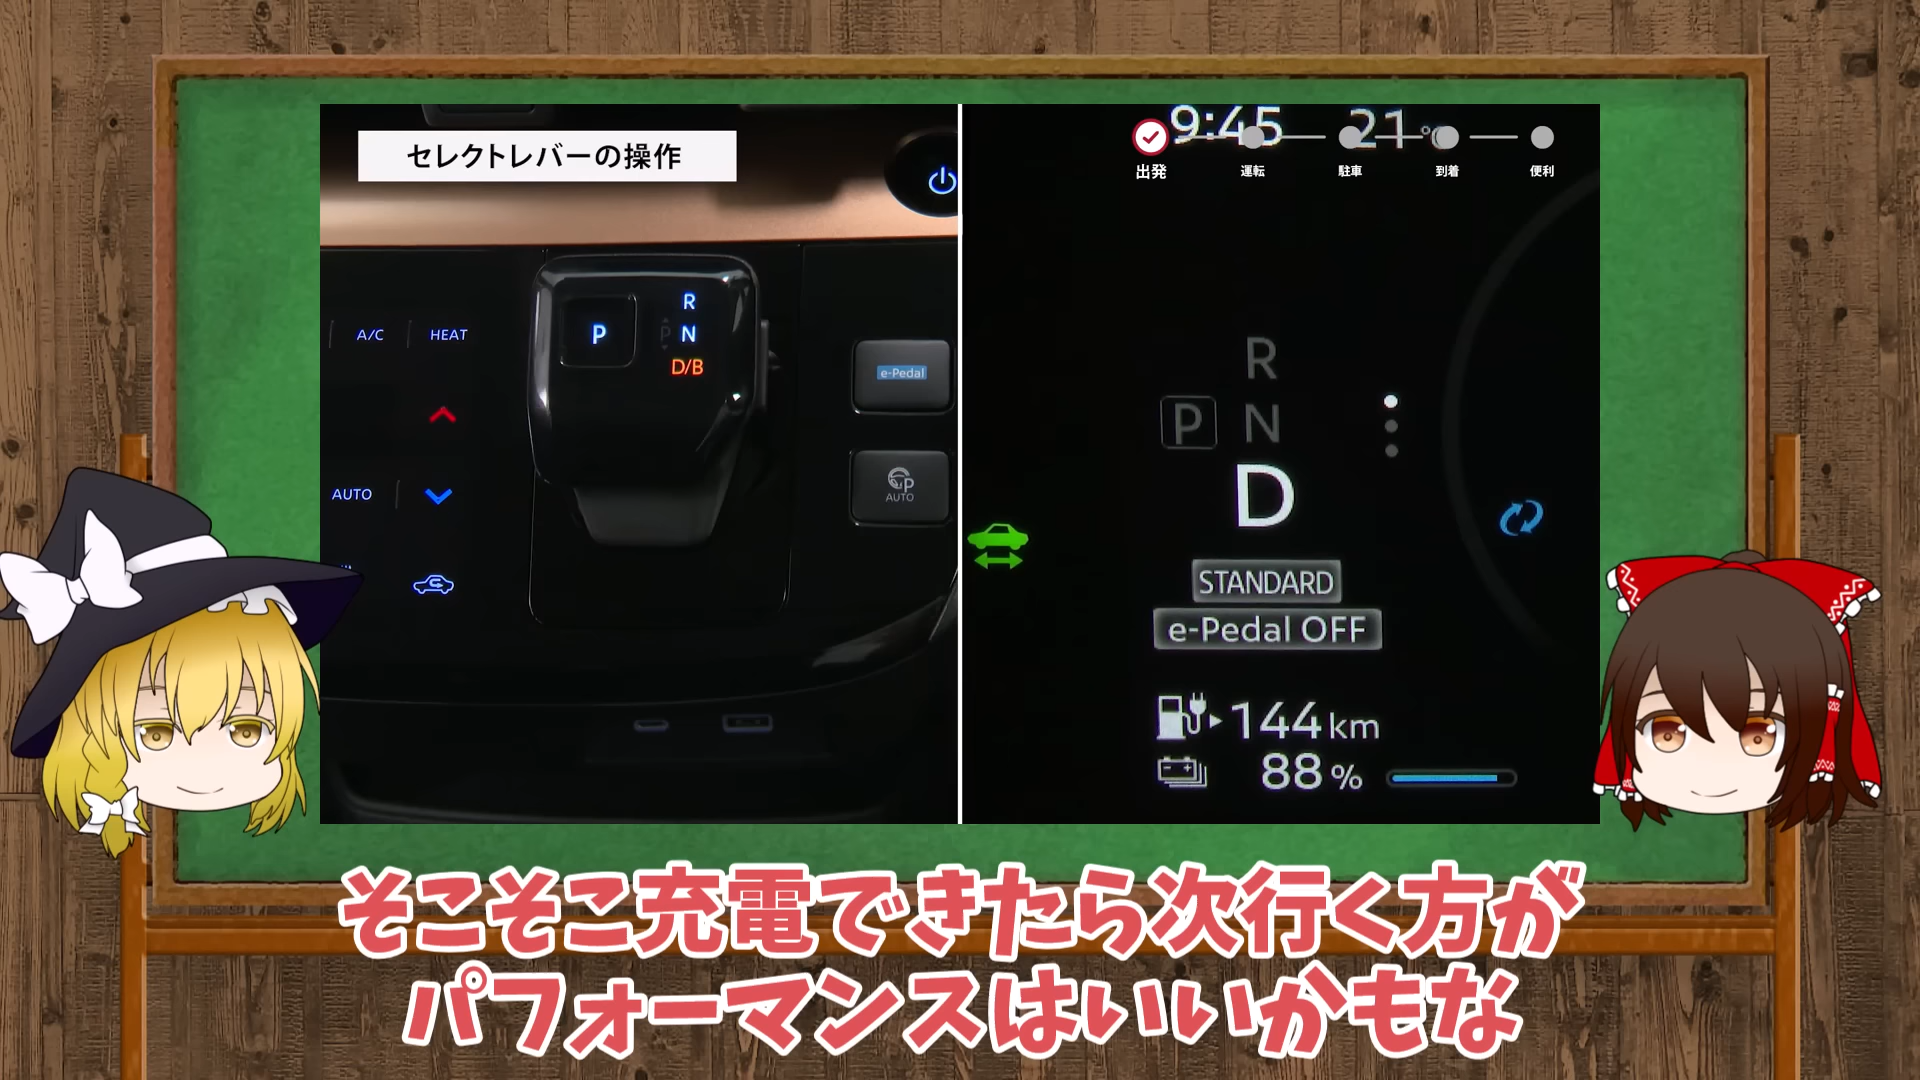 セレクトレバーの操作
9:45 21℃
出発 運転 駐車 到着 便利
A/C HEAT
AUTO
P
R
P N
D/B
e-Pedal
P
AUTO
R
P N
D
STANDARD
e-Pedal OFF
144km
88%
そこそこ充電できたら次行く方が
パフォーマンスはいいかもな